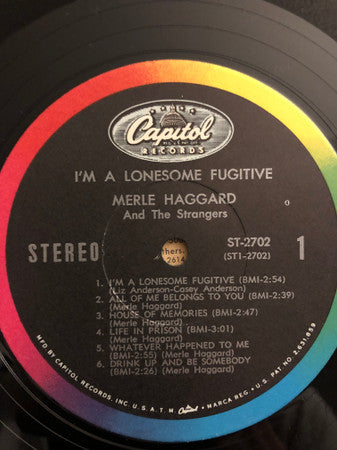 Capitol
RECORDS
I'M A LONESOME FUGITIVE
MERLE HAGGARD
And The Strangers
STEREO
ST-2702
(ST1-2702)
1
hers.
2614
1. I'M A LONESOME FUGITIVE (BMI-2:54)
(Liz Anderson-Casey Anderson)
2. ALL OF ME BELONGS TO YOU (BMI-2:39)
(Merle Haggard)
3. HOUSE OF MEMORIES (BMI-2:47)
(Merle Haggard)
4. LIFE IN PRISON (BMI-3:01)
(Merle Haggard)
5. WHATEVER HAPPENED TO ME
(BMI-2:55) (Merle Haggard)
6. DRINK UP AND BE SOMEBODY
(BMI-2:26) (Merle Haggard)
MFD. BY CAPITOL RECORDS, INC. U.S.A. T.M. Capitol MARCA REG. • U.S. PAT. NO. 2,631,859